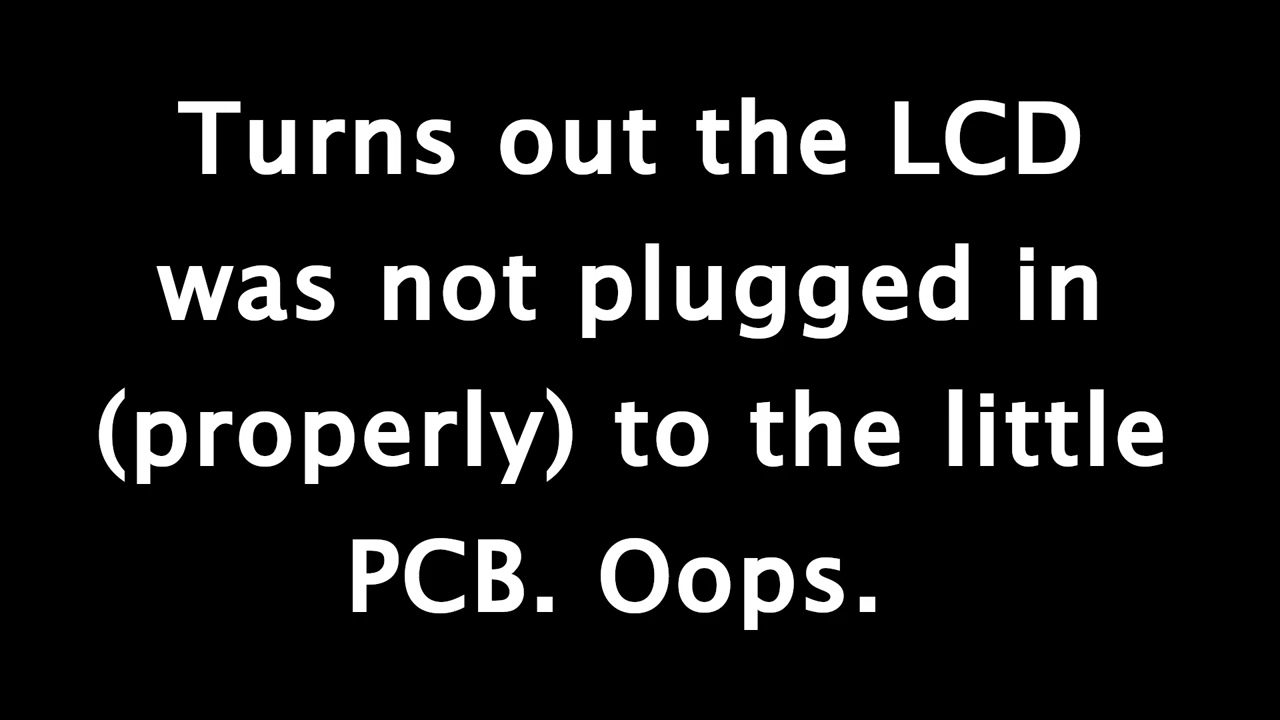 Turns out the LCD
was not plugged in
(properly) to the little
PCB. Oops.